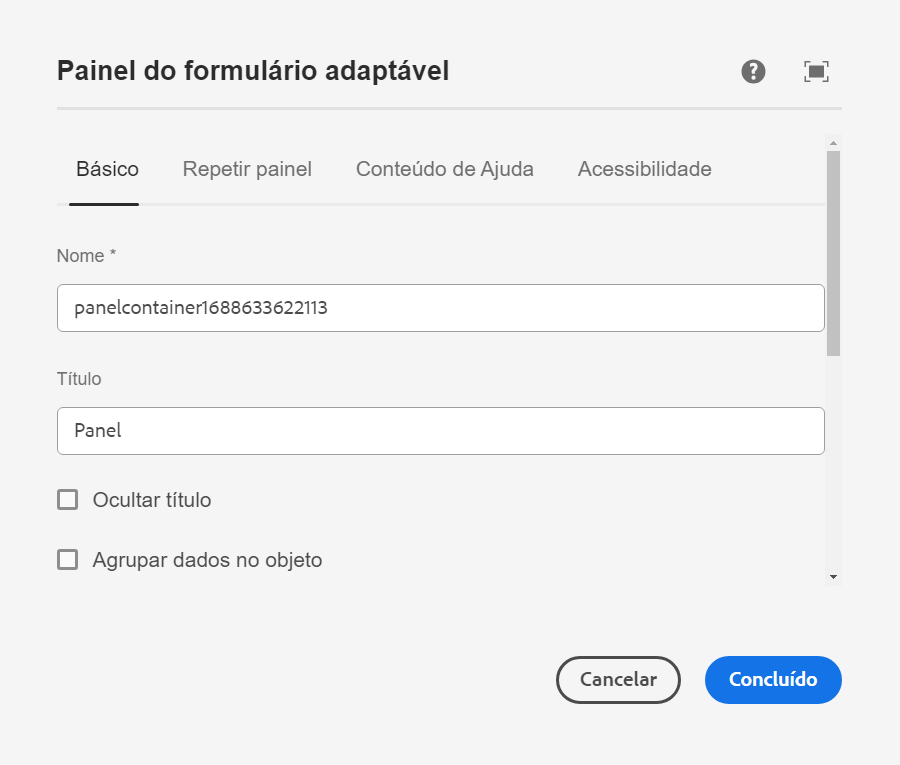 Painel do formulário adaptável
Básico Repetir painel Conteúdo de Ajuda Acessibilidade
Nome *
panelcontainer1688633622113
Título
Panel
Ocultar título
Agrupar dados no objeto
Cancelar Concluído